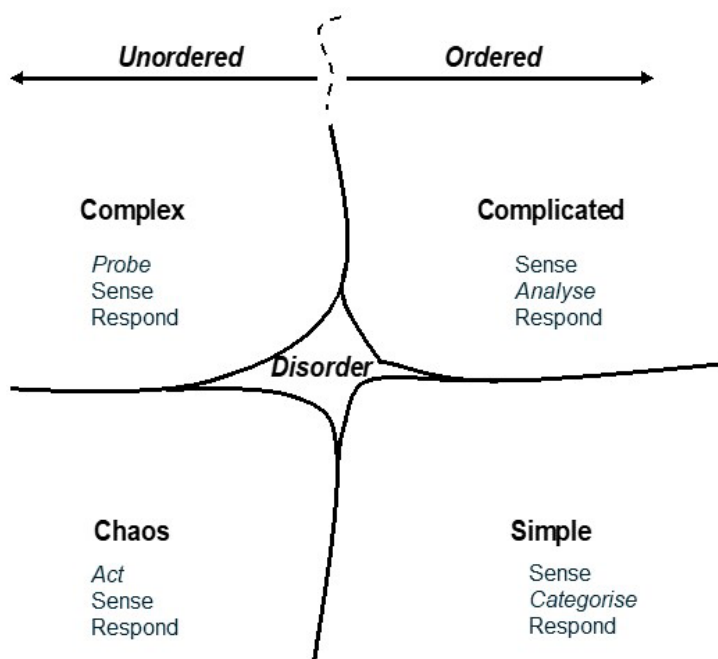 Unordered
Ordered
Complex
Probe
Sense
Respond
Complicated
Sense
Analyse
Respond
Disorder
Chaos
Act
Sense
Respond
Simple
Sense
Categorise
Respond